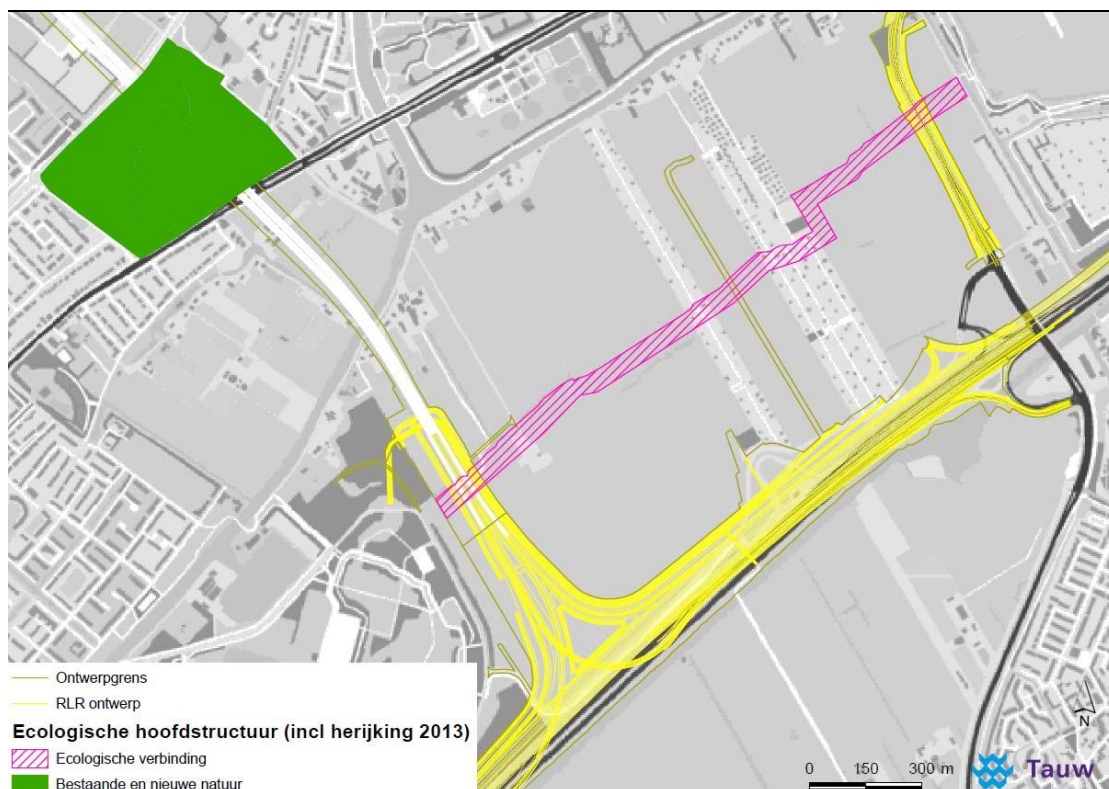 Ontwerpgrens
RLR ontwerp
Ecologische hoofdstructuur (incl herijking 2013)
Ecologische verbinding
Bestaande en nieuwe natuur
N
0 150 300 m
Tauw